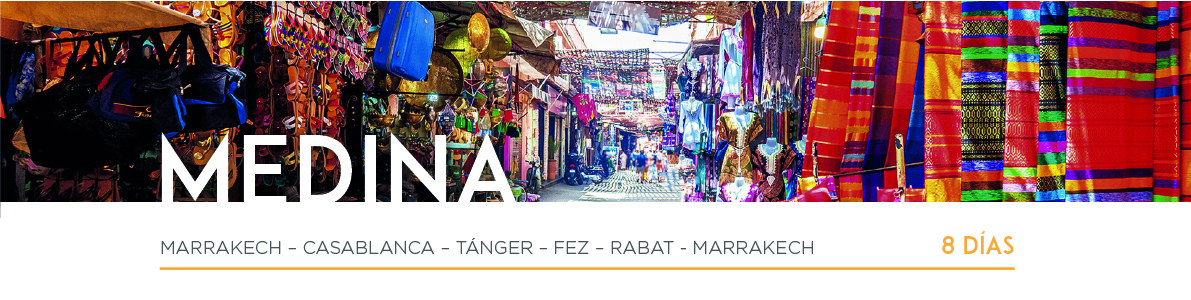 MEDINA
MARRAKECH – CASABLANCA – TÁNGER – FEZ – RABAT - MARRAKECH 8 DÍAS